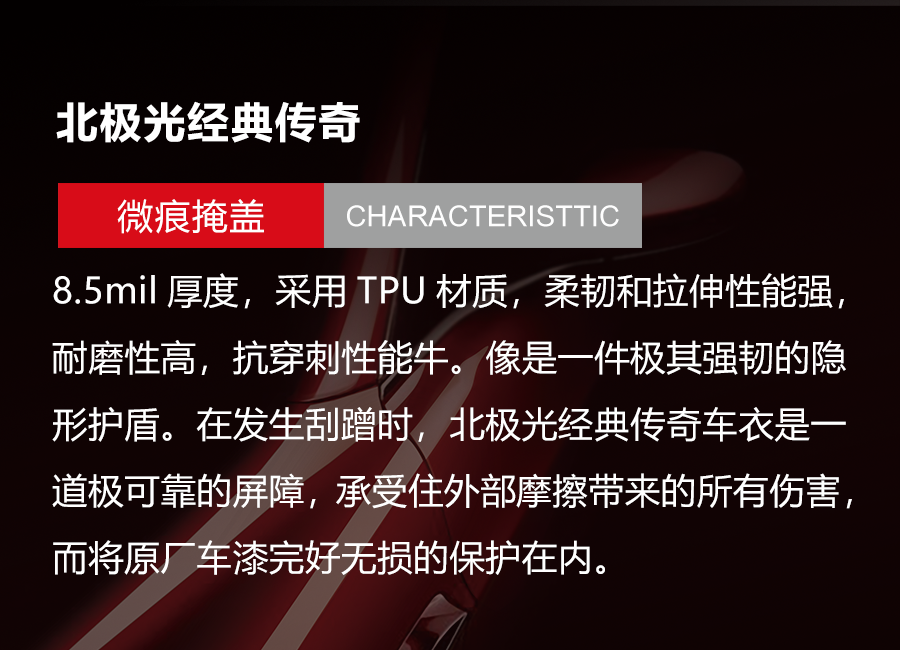 北极光经典传奇
微痕掩盖 CHARACTERISTTIC
8.5mil 厚度，采用 TPU 材质，柔韧和拉伸性能强，
耐磨性高，抗穿刺性能牛。像是一件极其强韧的隐
形护盾。在发生刮蹭时，北极光经典传奇车衣是一
道极可靠的屏障，承受住外部摩擦带来的所有伤害，
而将原厂车漆完好无损的保护在内。